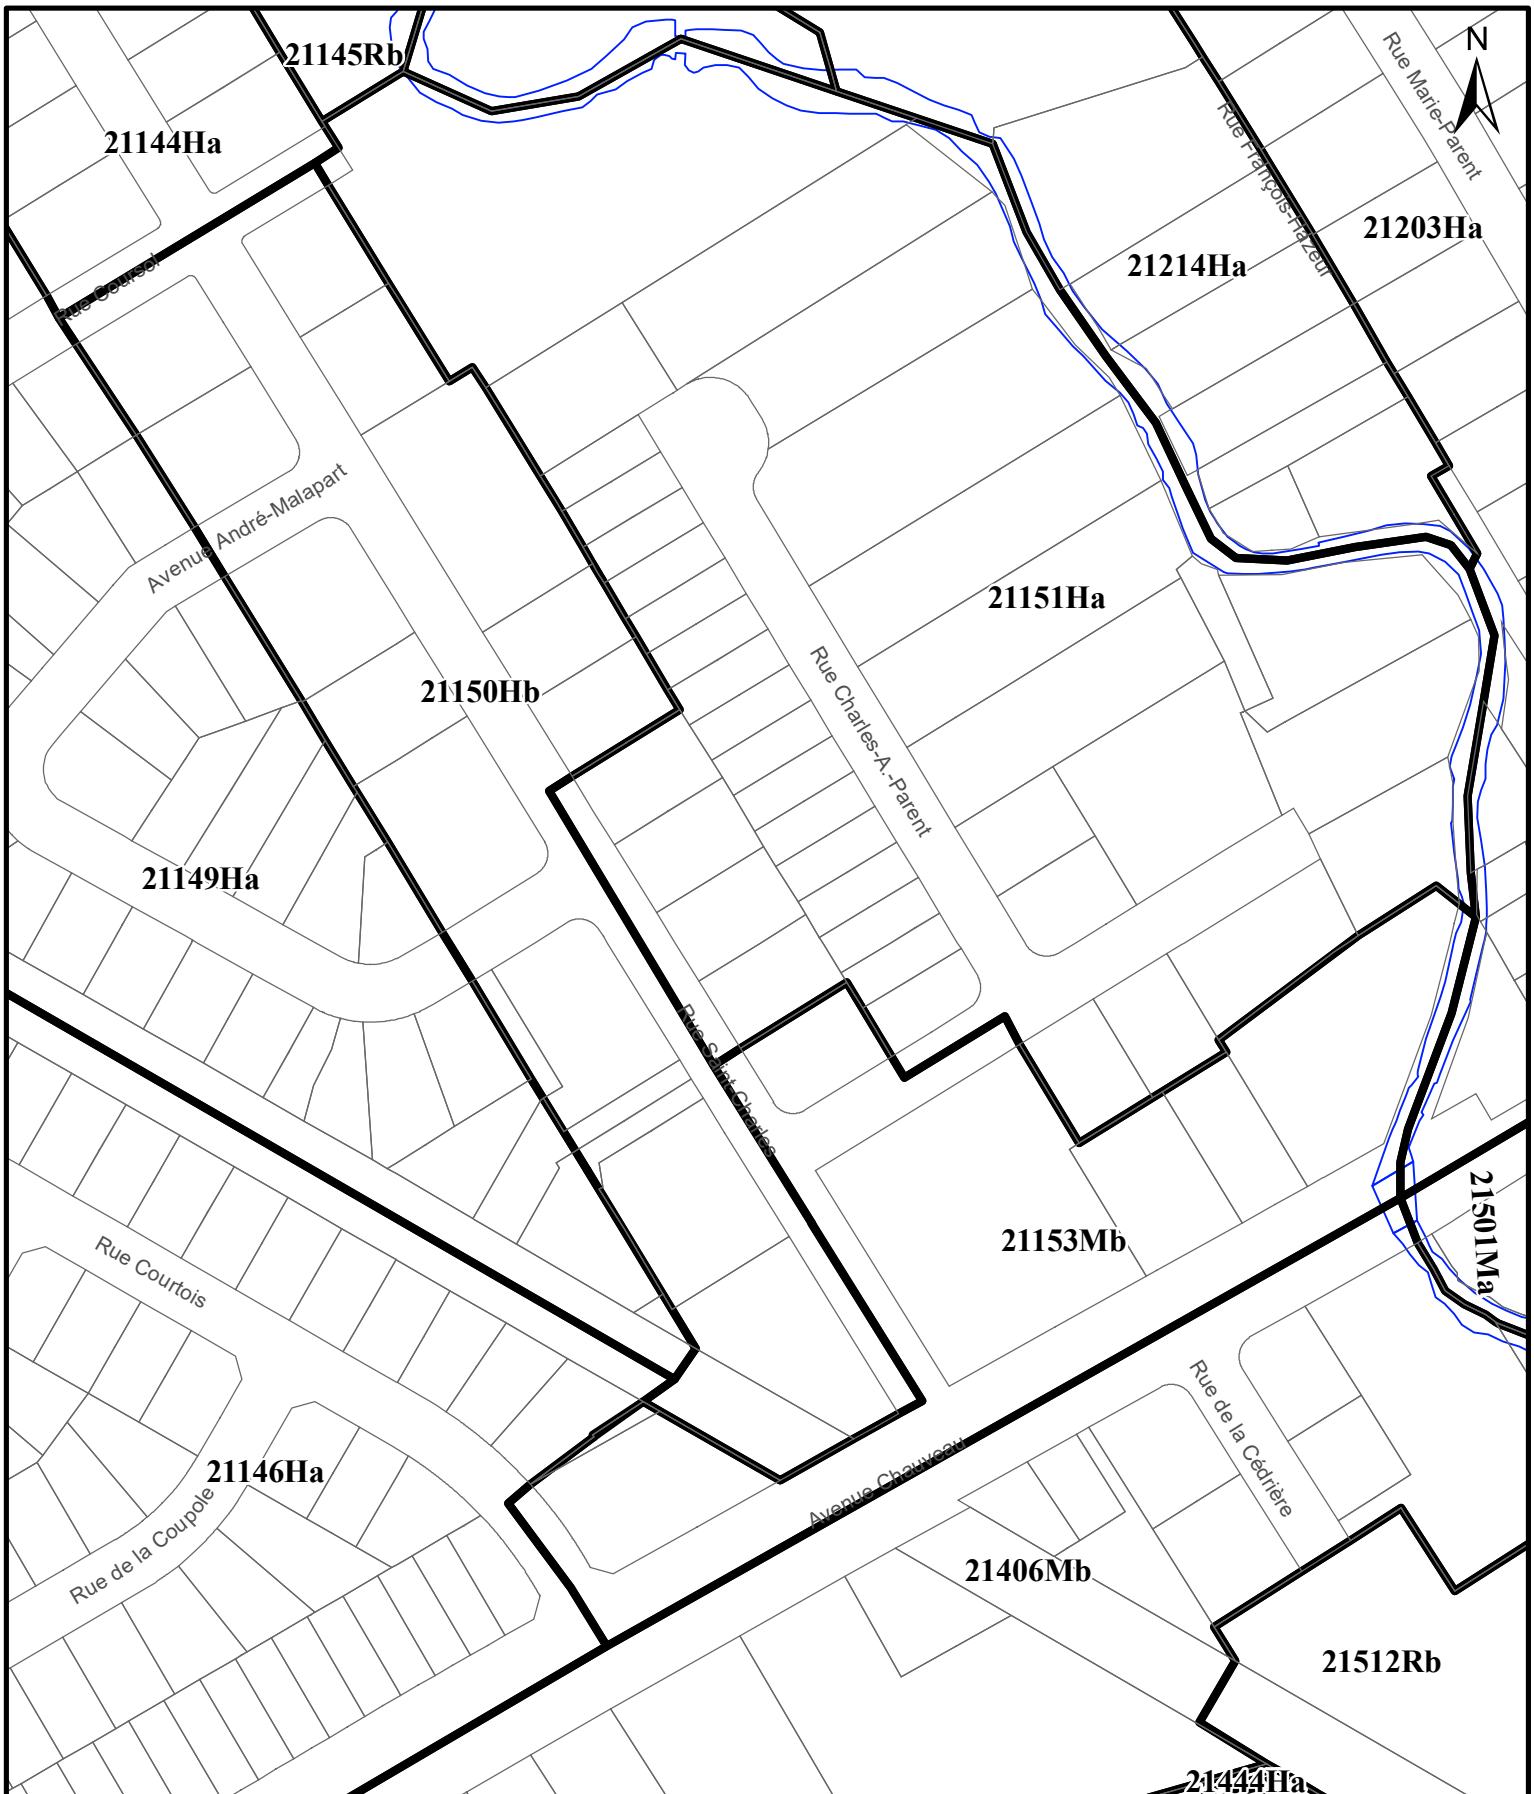 21145Rb
N
Rue Marie-Parent
21144Ha
Rue François-Hazeur
21203Ha
21214Ha
Rue Coursol
Avenue André-Malapart
21151Ha
21150Hb
Rue Charles-A.-Parent
21149Ha
Rue Saint-Charles
21153Mb
21501Ma
Rue Courtois
Rue de la Cédrière
21146Ha
Avenue Chauveau
Rue de la Coupole
21406Mb
21512Rb
21444Ha